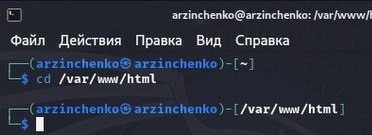 arzinchenko@arzinchenko: /var/www/h
Файл Действия Правка Вид Справка
┌──(arzinchenko㉿arzinchenko)-[~]
└─$ cd /var/www/html
┌──(arzinchenko㉿arzinchenko)-[/var/www/html]
└─$